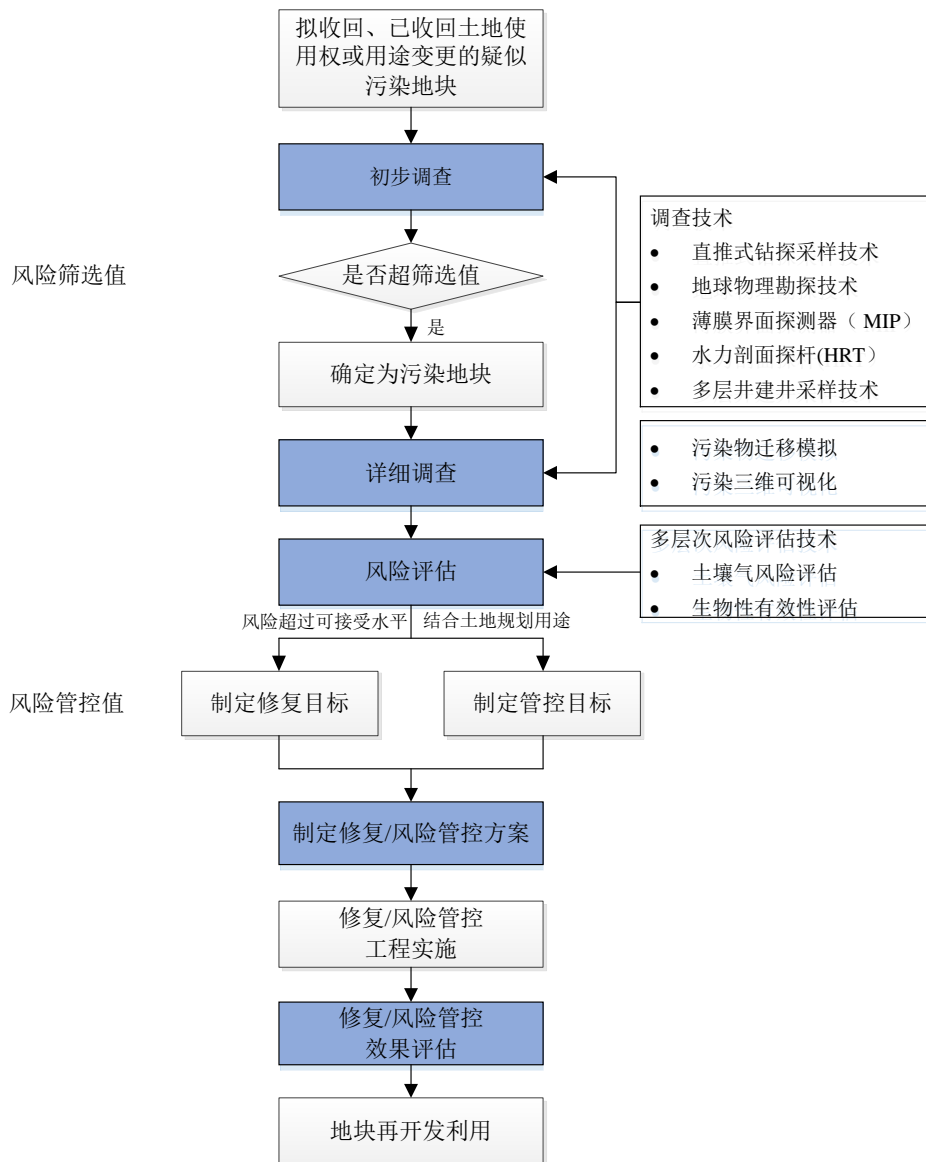 拟收回、已收回土地使
用权或用途变更的疑似
污染地块
初步调查
风险筛选值
是否超筛选值
是
确定为污染地块
详细调查
风险评估
风险超过可接受水平
结合土地规划用途
风险管控值
制定修复目标
制定管控目标
制定修复/风险管控方案
修复/风险管控
工程实施
修复/风险管控
效果评估
地块再开发利用
调查技术
● 直推式钻探采样技术
● 地球物理勘探技术
● 薄膜界面探测器（ MIP）
● 水力剖面探杆(HRT）
● 多层井建井采样技术
● 污染物迁移模拟
● 污染三维可视化
多层次风险评估技术
● 土壤气风险评估
● 生物性有效性评估